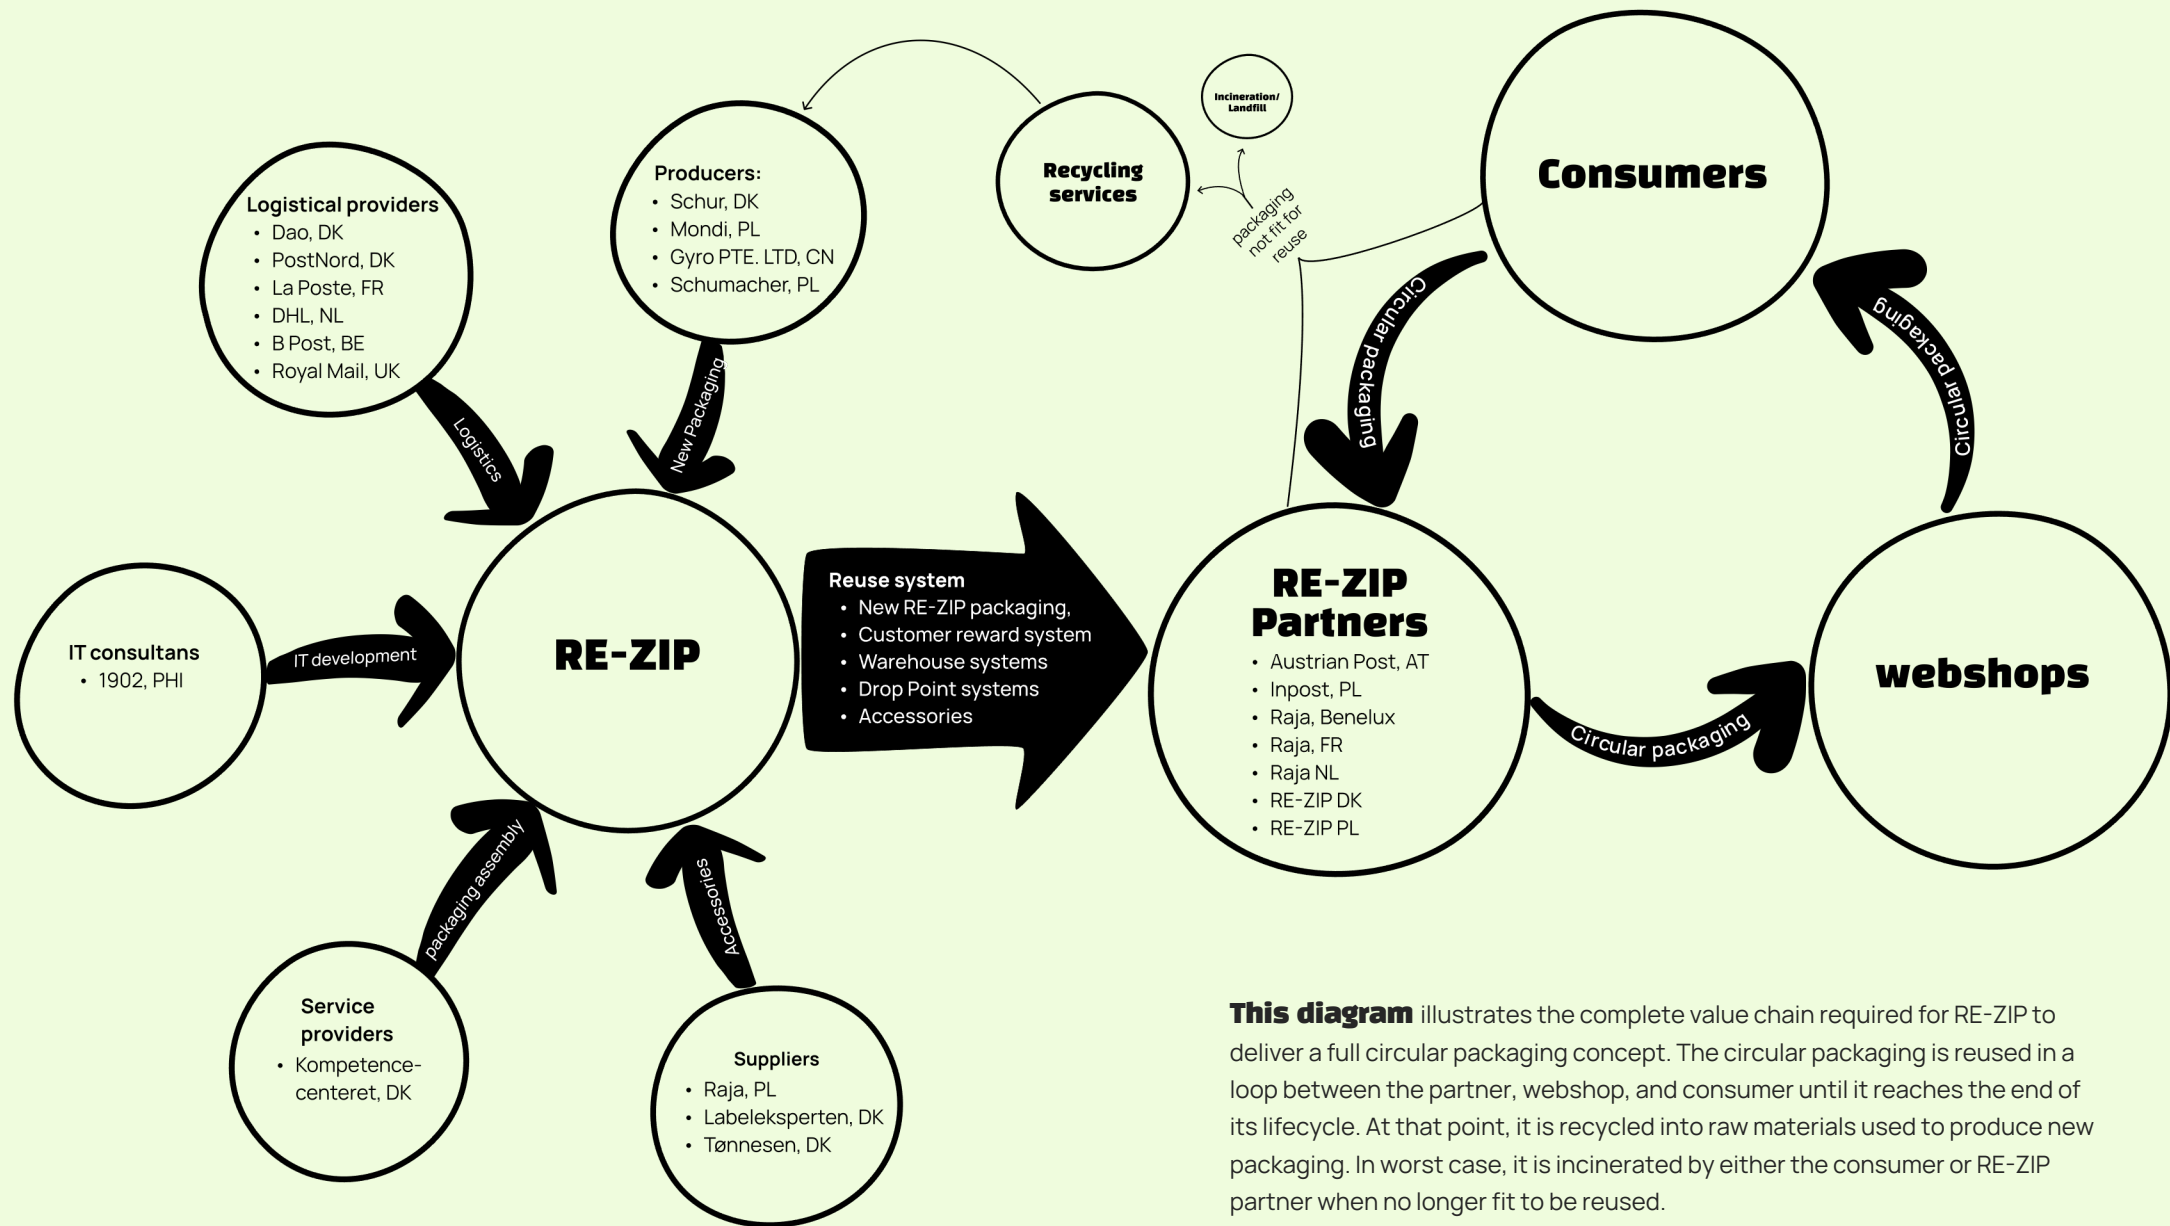 Logistical providers
• Dao, DK
• PostNord, DK
• La Poste, FR
• DHL, NL
• B Post, BE
• Royal Mail, UK
Logistics
Producers:
• Schur, DK
• Mondi, PL
• Gyro PTE. LTD, CN
• Schumacher, PL
New Packaging
Recycling
services
Incineration/
Landfill
packaging
not fit for
reuse
Consumers
Circular packaging
Circular packaging
IT consultans
• 1902, PHI
IT development
RE-ZIP
Reuse system
• New RE-ZIP packaging,
• Customer reward system
• Warehouse systems
• Drop Point systems
• Accessories
RE-ZIP
Partners
• Austrian Post, AT
• Inpost, PL
• Raja, Benelux
• Raja, FR
• Raja NL
• RE-ZIP DK
• RE-ZIP PL
Circular packaging
webshops
packaging assembly
Service
providers
• Kompetence-
centeret, DK
Accessories
Suppliers
• Raja, PL
• Labeleksperten, DK
• Tønnesen, DK
This diagram illustrates the complete value chain required for RE-ZIP to
deliver a full circular packaging concept. The circular packaging is reused in a
loop between the partner, webshop, and consumer until it reaches the end of
its lifecycle. At that point, it is recycled into raw materials used to produce new
packaging. In worst case, it is incinerated by either the consumer or RE-ZIP
partner when no longer fit to be reused.